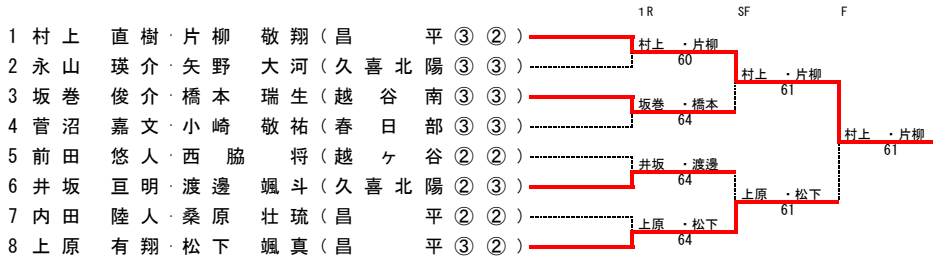 1R SF F
1 村上 直樹・片柳 敬翔(昌平③②)
2 永山 瑛介・矢野 大河(久喜北陽③③)
3 坂巻 俊介・橋本 瑞生(越谷南③③)
4 菅沼 嘉文・小崎 敬祐(春日部③③)
5 前田 悠人・西脇 将(越ヶ谷②②)
6 井坂 亘明・渡邊 颯斗(久喜北陽②③)
7 内田 陸人・桑原 壮琉(昌平②②)
8 上原 有翔・松下 颯真(昌平③②)
村上 ・片柳
60
坂巻 ・橋本
64
井坂 ・渡邊
64
上原 ・松下
64
村上 ・片柳
61
上原 ・松下
61
村上 ・片柳
61